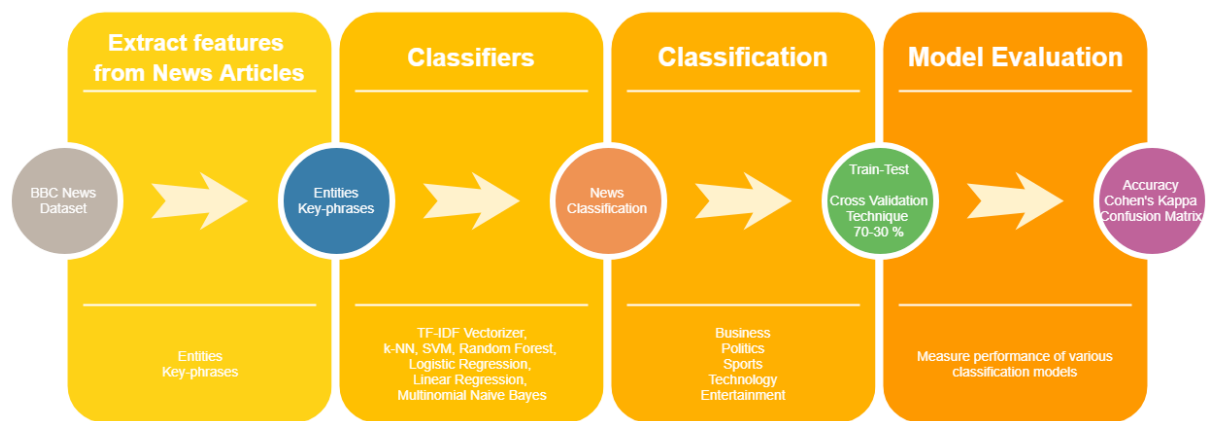 Extract features
from News Articles
Classifiers
Classification
Model Evaluation
BBC News
Dataset
Entities
Key-phrases
News
Classification
Train-Test
Cross Validation
Technique
70-30 %
Accuracy
Cohen's Kappa
Confusion Matrix
Entities
Key-phrases
TF-IDF Vectorizer,
k-NN, SVM, Random Forest,
Logistic Regression,
Linear Regression,
Multinomial Naive Bayes
Business
Politics
Sports
Technology
Entertainment
Measure performance of various
classification models